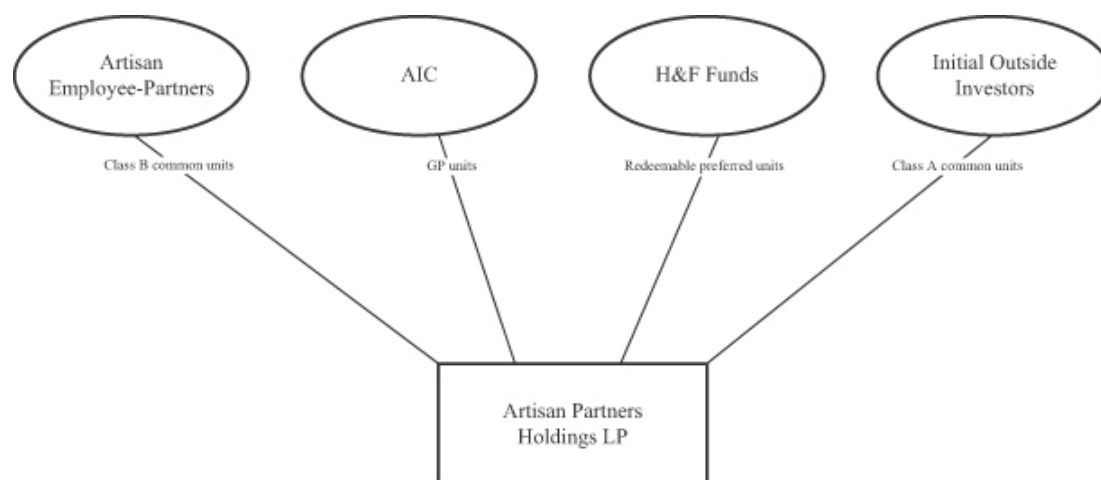 Artisan
Employee-Partners
AIC
H&F Funds
Initial Outside
Investors
Class B common units
GP units
Redeemable preferred units
Class A common units
Artisan Partners
Holdings LP